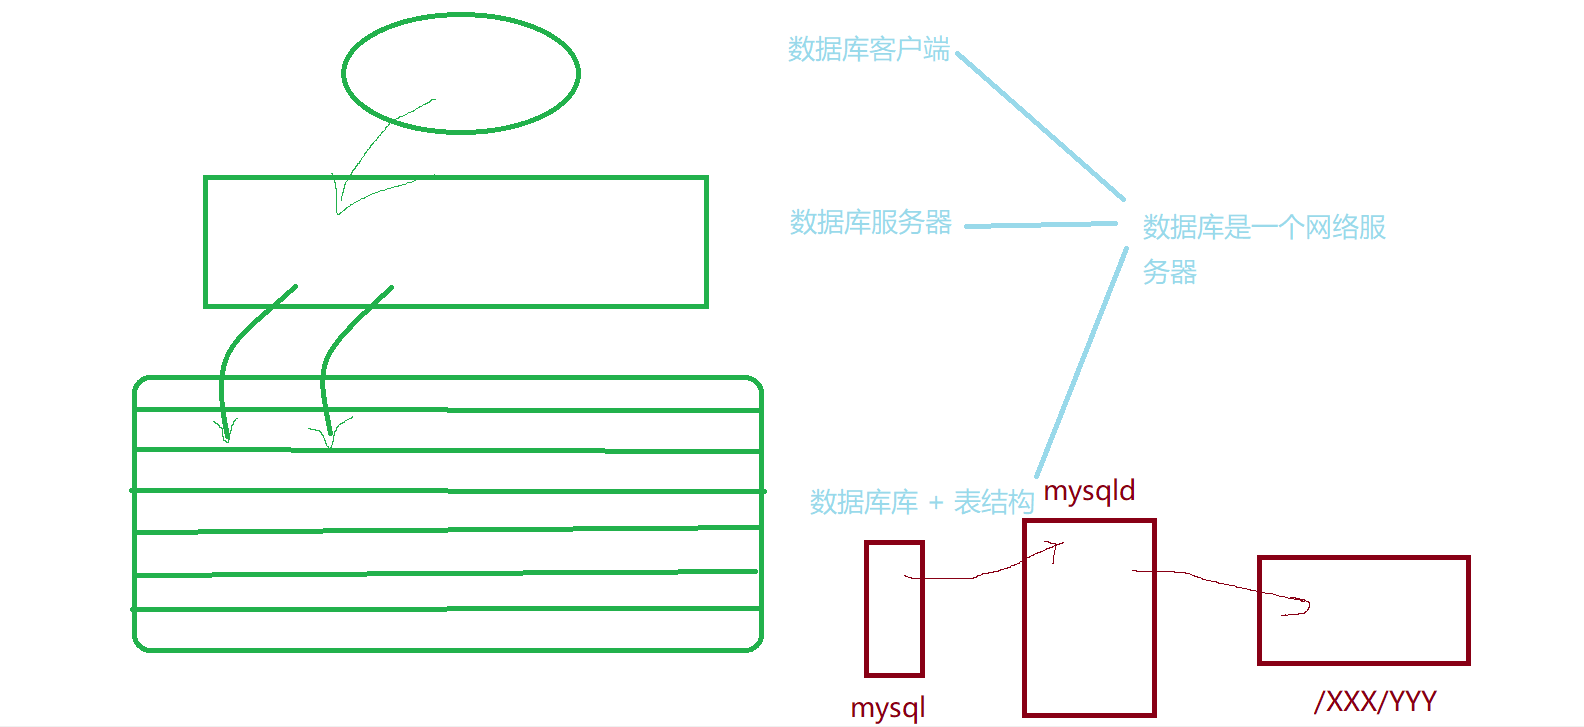 数据库客户端
数据库服务器
数据库是一个网络服
务器
数据库库 + 表结构
mysqld
mysql
/XXX/YYY